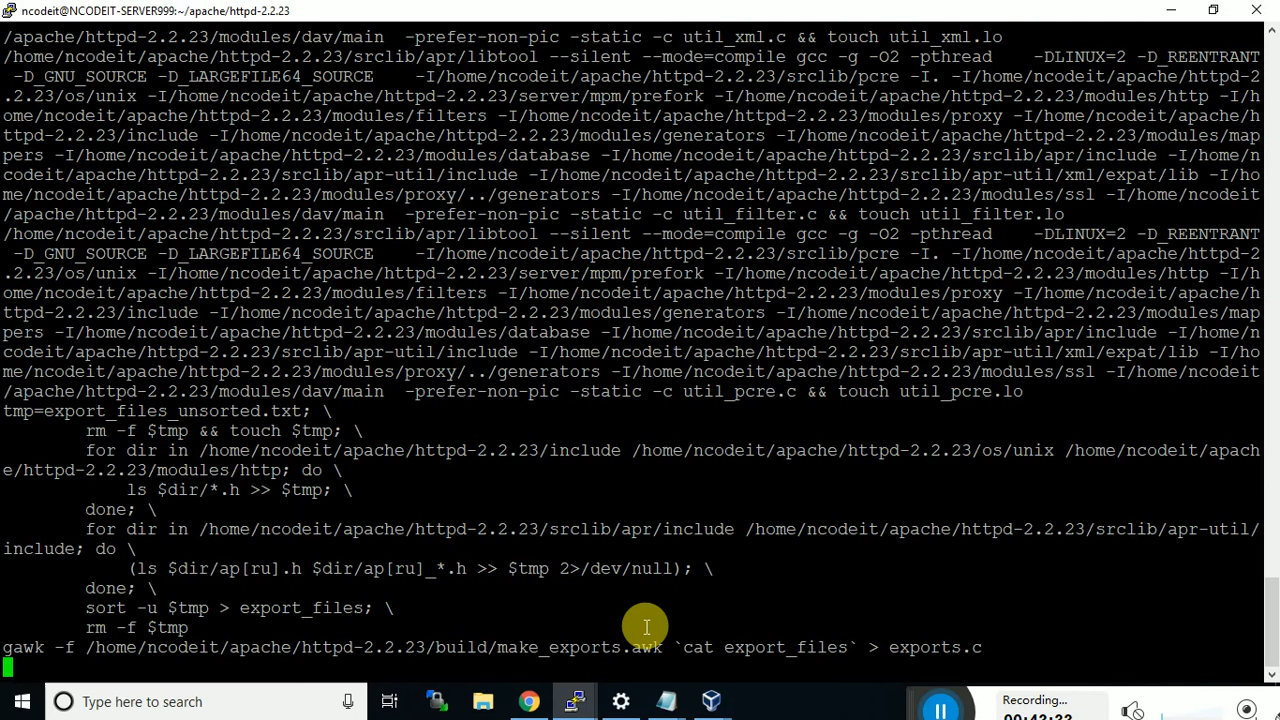 ncodeit@NCODEIT-SERVER999:~/apache/httpd-2.2.23
/apache/httpd-2.2.23/modules/dav/main  -prefer-non-pic -static -c util_xml.c && touch util_xml.lo
/home/ncodeit/apache/httpd-2.2.23/srclib/apr/libtool --silent --mode=compile gcc -g -O2 -pthread    -DLINUX=2 -D_REENTRANT
 -D_GNU_SOURCE -D_LARGEFILE64_SOURCE    -I/home/ncodeit/apache/httpd-2.2.23/srclib/pcre -I. -I/home/ncodeit/apache/httpd-2
.2.23/os/unix -I/home/ncodeit/apache/httpd-2.2.23/server/mpm/prefork -I/home/ncodeit/apache/httpd-2.2.23/modules/http -I/h
ome/ncodeit/apache/httpd-2.2.23/modules/filters -I/home/ncodeit/apache/httpd-2.2.23/modules/proxy -I/home/ncodeit/apache/h
ttpd-2.2.23/include -I/home/ncodeit/apache/httpd-2.2.23/modules/generators -I/home/ncodeit/apache/httpd-2.2.23/modules/map
pers -I/home/ncodeit/apache/httpd-2.2.23/modules/database -I/home/ncodeit/apache/httpd-2.2.23/srclib/apr/include -I/home/n
codeit/apache/httpd-2.2.23/srclib/apr-util/include -I/home/ncodeit/apache/httpd-2.2.23/srclib/apr-util/xml/expat/lib -I/ho
me/ncodeit/apache/httpd-2.2.23/modules/proxy/../generators -I/home/ncodeit/apache/httpd-2.2.23/modules/ssl -I/home/ncodeit
/apache/httpd-2.2.23/modules/dav/main  -prefer-non-pic -static -c util_filter.c && touch util_filter.lo
/home/ncodeit/apache/httpd-2.2.23/srclib/apr/libtool --silent --mode=compile gcc -g -O2 -pthread    -DLINUX=2 -D_REENTRANT
 -D_GNU_SOURCE -D_LARGEFILE64_SOURCE    -I/home/ncodeit/apache/httpd-2.2.23/srclib/pcre -I. -I/home/ncodeit/apache/httpd-2
.2.23/os/unix -I/home/ncodeit/apache/httpd-2.2.23/server/mpm/prefork -I/home/ncodeit/apache/httpd-2.2.23/modules/http -I/h
ome/ncodeit/apache/httpd-2.2.23/modules/filters -I/home/ncodeit/apache/httpd-2.2.23/modules/proxy -I/home/ncodeit/apache/h
ttpd-2.2.23/include -I/home/ncodeit/apache/httpd-2.2.23/modules/generators -I/home/ncodeit/apache/httpd-2.2.23/modules/map
pers -I/home/ncodeit/apache/httpd-2.2.23/modules/database -I/home/ncodeit/apache/httpd-2.2.23/srclib/apr/include -I/home/n
codeit/apache/httpd-2.2.23/srclib/apr-util/include -I/home/ncodeit/apache/httpd-2.2.23/srclib/apr-util/xml/expat/lib -I/ho
me/ncodeit/apache/httpd-2.2.23/modules/proxy/../generators -I/home/ncodeit/apache/httpd-2.2.23/modules/ssl -I/home/ncodeit
/apache/httpd-2.2.23/modules/dav/main  -prefer-non-pic -static -c util_pcre.c && touch util_pcre.lo
tmp=export_files_unsorted.txt; \
        rm -f $tmp && touch $tmp; \
        for dir in /home/ncodeit/apache/httpd-2.2.23/include /home/ncodeit/apache/httpd-2.2.23/os/unix /home/ncodeit/apach
e/httpd-2.2.23/modules/http; do \
            ls $dir/*.h >> $tmp; \
        done; \
        for dir in /home/ncodeit/apache/httpd-2.2.23/srclib/apr/include /home/ncodeit/apache/httpd-2.2.23/srclib/apr-util/
include; do \
            (ls $dir/ap[ru].h $dir/ap[ru]_*.h >> $tmp 2>/dev/null); \
        done; \
        sort -u $tmp > export_files; \
        rm -f $tmp
gawk -f /home/ncodeit/apache/httpd-2.2.23/build/make_exports.awk `cat export_files` > exports.c
Type here to search
Recording...